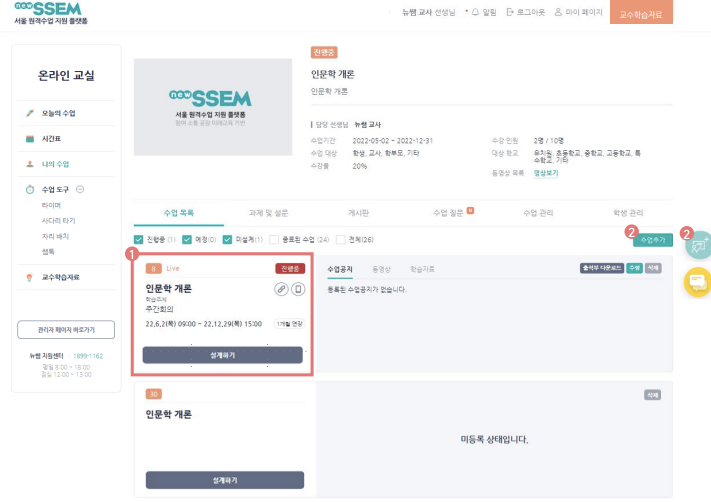 new SSEM
서울 원격수업 지원 플랫폼
뉴쌤 교사 선생님 알림 로그아웃 마이 페이지 교수학습자료
온라인 교실
오늘의 수업
시간표
나의 수업
수업 도구
타이머
사다리 타기
자리 배치
쌤톡
교수학습자료
관리자 페이지 바로가기
뉴쌤 지원센터 1899-1162
평일 8:00 ~ 18:00
점심 12:00 ~ 13:00
new SSEM
서울 원격수업 지원 플랫폼
참여 소통 공감 미래교육 기반
진행중
인문학 개론
인문학 개론
담당 선생님 뉴쌤 교사
수업기간 2022-05-02 ~ 2022-12-31
수강 인원 2명 / 10명
수업 대상 학생, 교사, 학부모, 기타
대상 학교 유치원, 초등학교, 중학교, 고등학교, 특수학교, 기타
수강률 20%
동영상 목록 영상보기
수업 목록 과제 및 설문 게시판 수업 질문 N 수업 관리 학생 관리
진행중 (1) 예정(0) 미설계(1) 종료된 수업 (24) 전체(26)
2 수업추가
2
1
8 Live 진행중
인문학 개론
학습주제
주간회의
22.6.2(목) 09:00 ~ 22.12.29(목) 15:00 1개월 연장
설계하기
수업공지 동영상 학습자료
출석부 다운로드 수정 삭제
등록된 수업공지가 없습니다.
30
인문학 개론
설계하기
삭제
미등록 상태입니다.